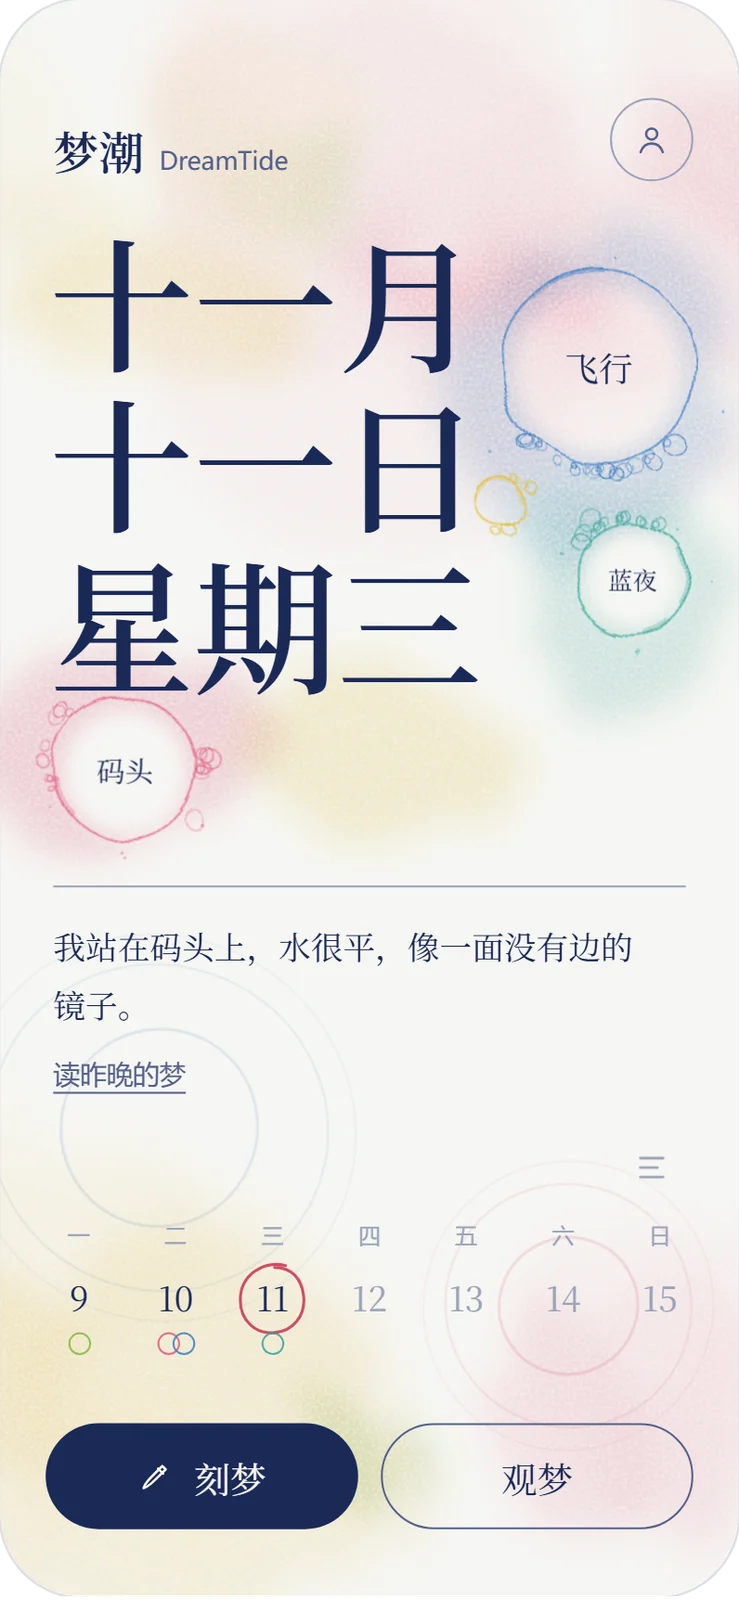 梦潮 DreamTide
十一月
飞行
十一日
蓝夜
星期三
码头
我站在码头上，水很平，像一面没有边的
镜子。
读昨晚的梦
一 二 三 四 五 六 日
9 10 11 12 13 14 15
刻梦 观梦